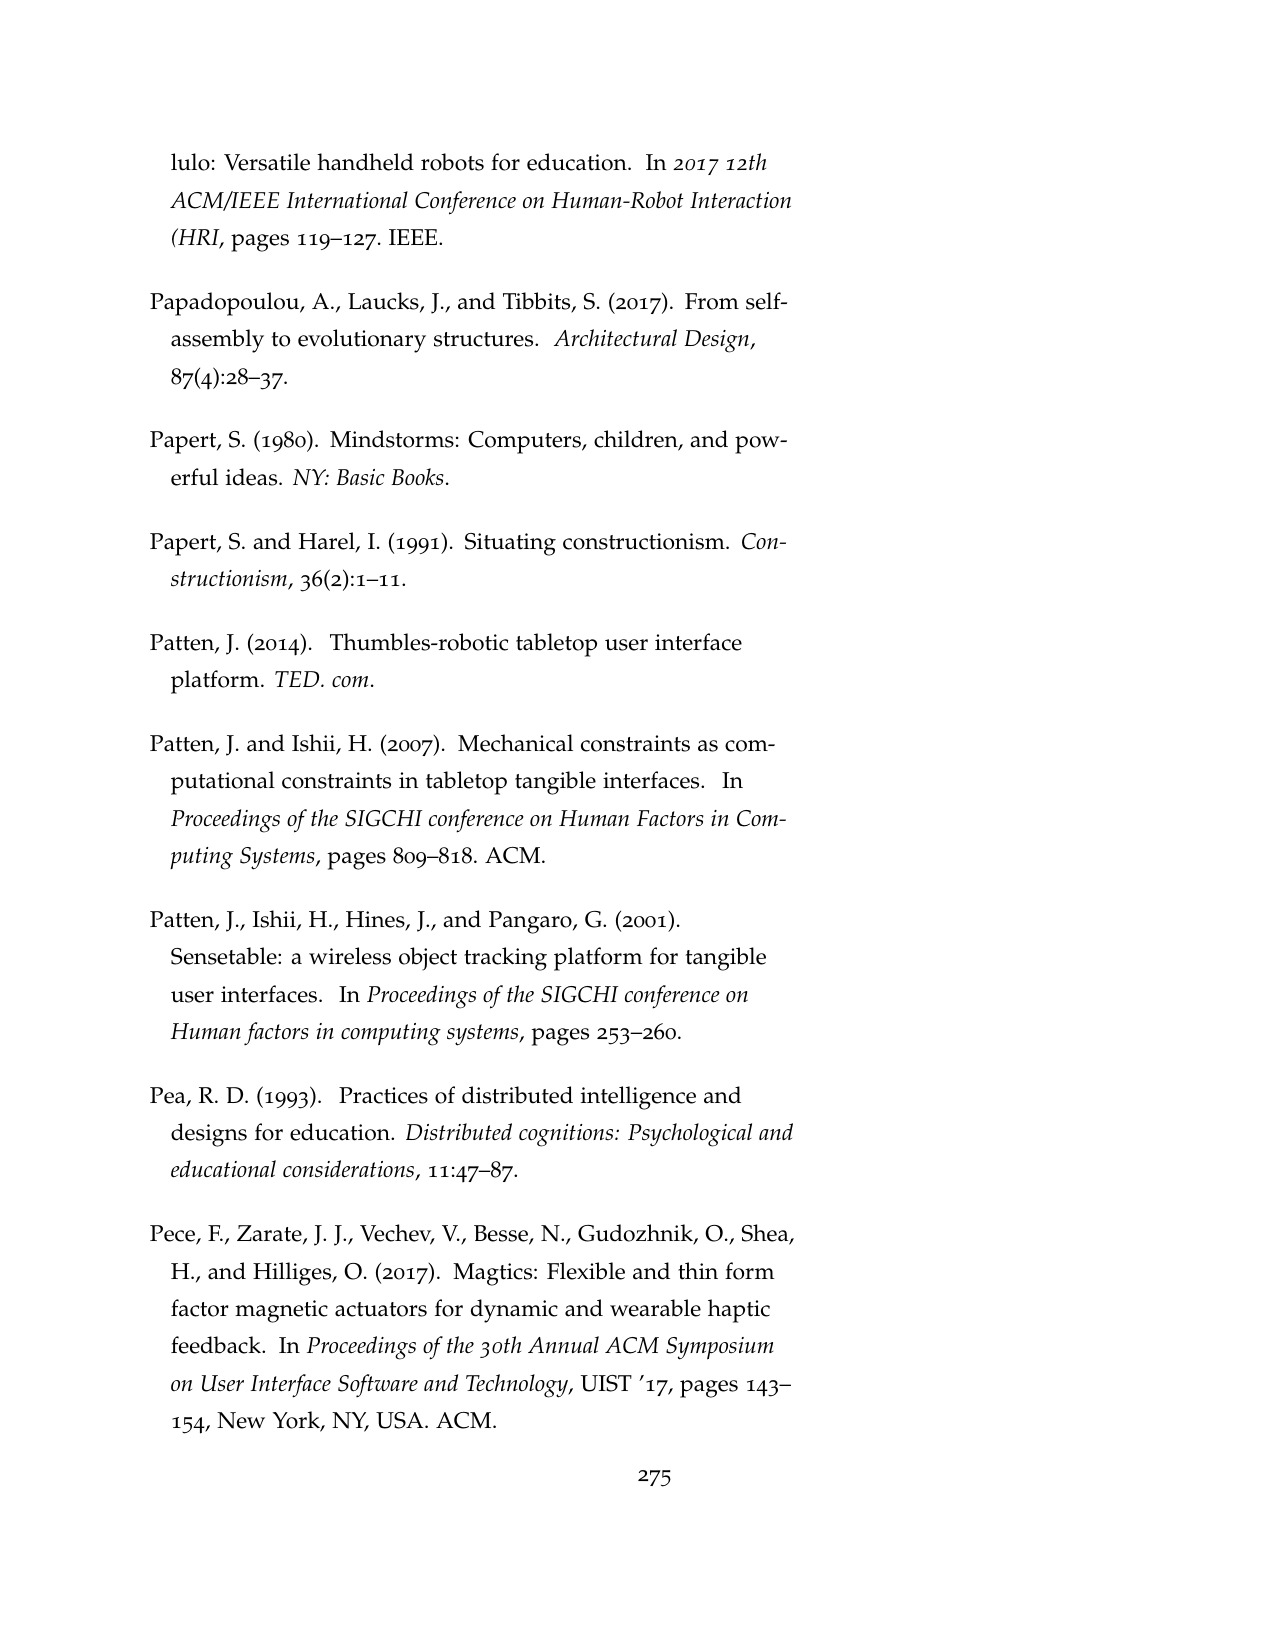 lulo: Versatile handheld robots for education. In 2017 12th
ACM/IEEE International Conference on Human-Robot Interaction
(HRI, pages 119–127. IEEE.
Papadopoulou, A., Laucks, J., and Tibbits, S. (2017). From self-
assembly to evolutionary structures. Architectural Design,
87(4):28–37.
Papert, S. (1980). Mindstorms: Computers, children, and pow-
erful ideas. NY: Basic Books.
Papert, S. and Harel, I. (1991). Situating constructionism. Con-
structionism, 36(2):1–11.
Patten, J. (2014). Thumbles-robotic tabletop user interface
platform. TED. com.
Patten, J. and Ishii, H. (2007). Mechanical constraints as com-
putational constraints in tabletop tangible interfaces. In
Proceedings of the SIGCHI conference on Human Factors in Com-
puting Systems, pages 809–818. ACM.
Patten, J., Ishii, H., Hines, J., and Pangaro, G. (2001).
Sensetable: a wireless object tracking platform for tangible
user interfaces. In Proceedings of the SIGCHI conference on
Human factors in computing systems, pages 253–260.
Pea, R. D. (1993). Practices of distributed intelligence and
designs for education. Distributed cognitions: Psychological and
educational considerations, 11:47–87.
Pece, F., Zarate, J. J., Vechev, V., Besse, N., Gudozhnik, O., Shea,
H., and Hilliges, O. (2017). Magtics: Flexible and thin form
factor magnetic actuators for dynamic and wearable haptic
feedback. In Proceedings of the 30th Annual ACM Symposium
on User Interface Software and Technology, UIST ’17, pages 143–
154, New York, NY, USA. ACM.
275